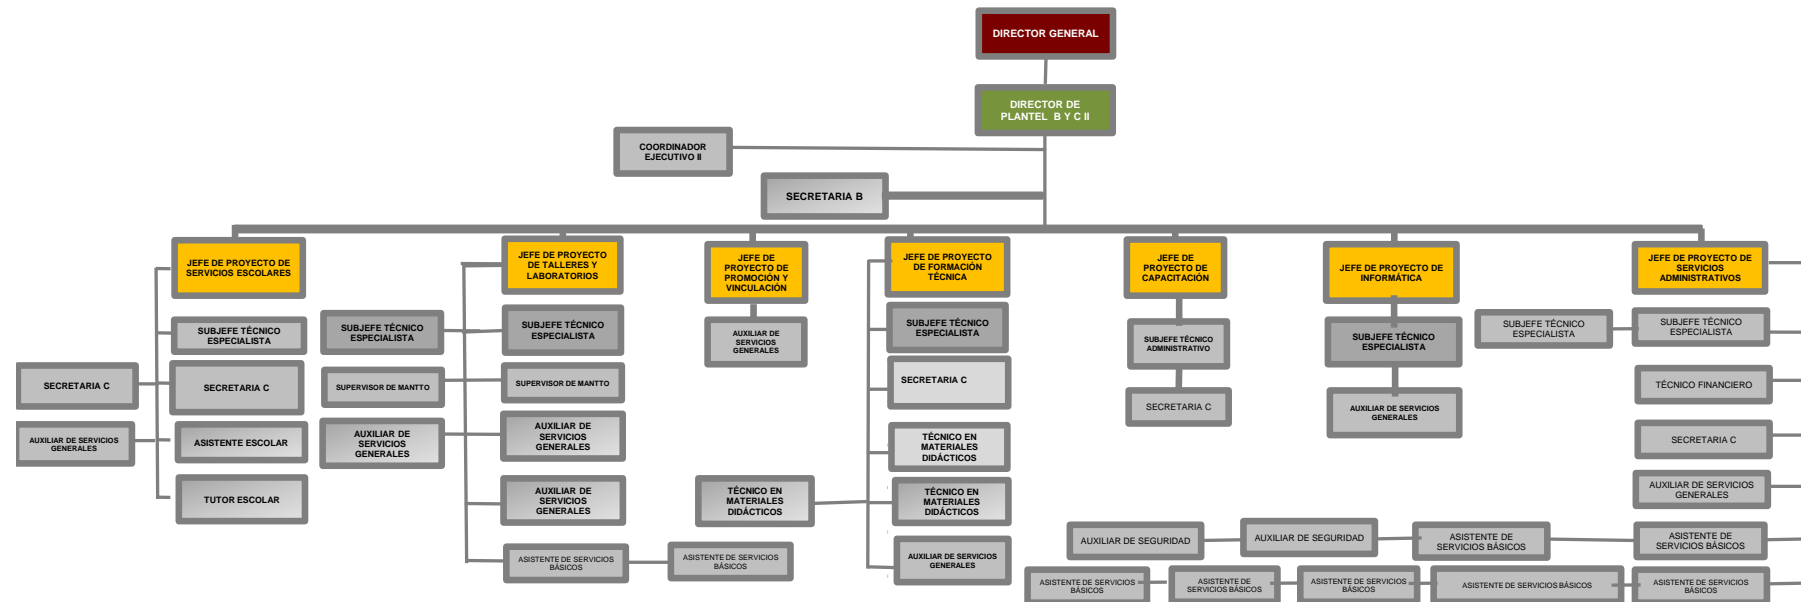 DIRECTOR GENERAL
DIRECTOR DE
PLANTEL B Y C II
COORDINADOR
EJECUTIVO II
SECRETARIA B
JEFE DE PROYECTO DE
SERVICIOS ESCOLARES
JEFE DE PROYECTO
DE TALLERES Y
LABORATORIOS
JEFE DE
PROYECTO DE
PROMOCIÓN Y
VINCULACIÓN
JEFE DE PROYECTO
DE FORMACIÓN
TÉCNICA
JEFE DE
PROYECTO DE
CAPACITACIÓN
JEFE DE PROYECTO DE
INFORMÁTICA
JEFE DE PROYECTO DE
SERVICIOS
ADMINISTRATIVOS
SUBJEFE TÉCNICO
ESPECIALISTA
SUBJEFE TÉCNICO
ESPECIALISTA
SUBJEFE TÉCNICO
ESPECIALISTA
AUXILIAR DE
SERVICIOS
GENERALES
SUBJEFE TÉCNICO
ESPECIALISTA
SUBJEFE TÉCNICO
ADMINISTRATIVO
SUBJEFE TÉCNICO
ESPECIALISTA
SUBJEFE TÉCNICO
ESPECIALISTA
SUBJEFE TÉCNICO
ESPECIALISTA
SECRETARIA C
SECRETARIA C
SUPERVISOR DE MANTTO
SUPERVISOR DE MANTTO
SECRETARIA C
SECRETARIA C
AUXILIAR DE SERVICIOS
GENERALES
TÉCNICO FINANCIERO
AUXILIAR DE SERVICIOS
GENERALES
ASISTENTE ESCOLAR
AUXILIAR DE
SERVICIOS
GENERALES
AUXILIAR DE
SERVICIOS
GENERALES
TÉCNICO EN
MATERIALES
DIDÁCTICOS
SECRETARIA C
TUTOR ESCOLAR
AUXILIAR DE
SERVICIOS
GENERALES
TÉCNICO EN
MATERIALES
DIDÁCTICOS
TÉCNICO EN
MATERIALES
DIDÁCTICOS
AUXILIAR DE SERVICIOS
GENERALES
AUXILIAR DE SEGURIDAD
AUXILIAR DE SEGURIDAD
ASISTENTE DE
SERVICIOS BÁSICOS
ASISTENTE DE
SERVICIOS BÁSICOS
ASISTENTE DE SERVICIOS
BÁSICOS
ASISTENTE DE SERVICIOS
BÁSICOS
AUXILIAR DE SERVICIOS
GENERALES
ASISTENTE DE SERVICIOS
BÁSICOS
ASISTENTE DE
SERVICIOS BÁSICOS
ASISTENTE DE SERVICIOS
BÁSICOS
ASISTENTE DE SERVICIOS BÁSICOS
ASISTENTE DE SERVICIOS
BÁSICOS